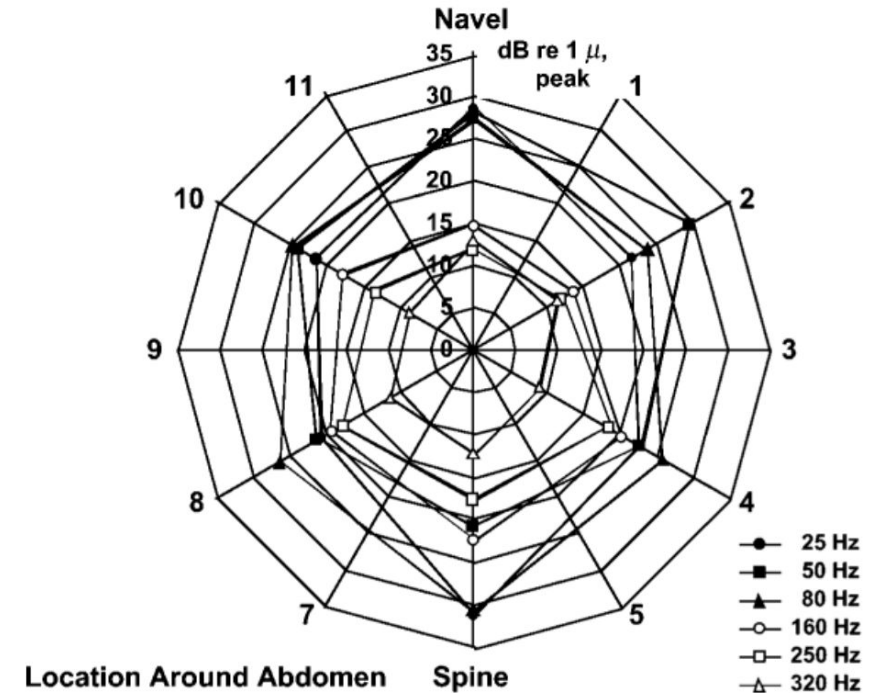 Navel
dB re 1 μ,
peak
35
30
25
20
15
10
5
0
11
1
10
2
9
3
8
4
7
5
25 Hz
50 Hz
80 Hz
160 Hz
250 Hz
320 Hz
Location Around Abdomen
Spine